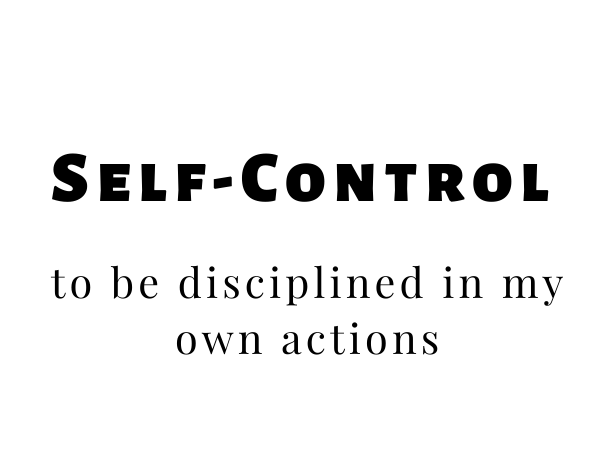 Self-Control
to be disciplined in my
own actions